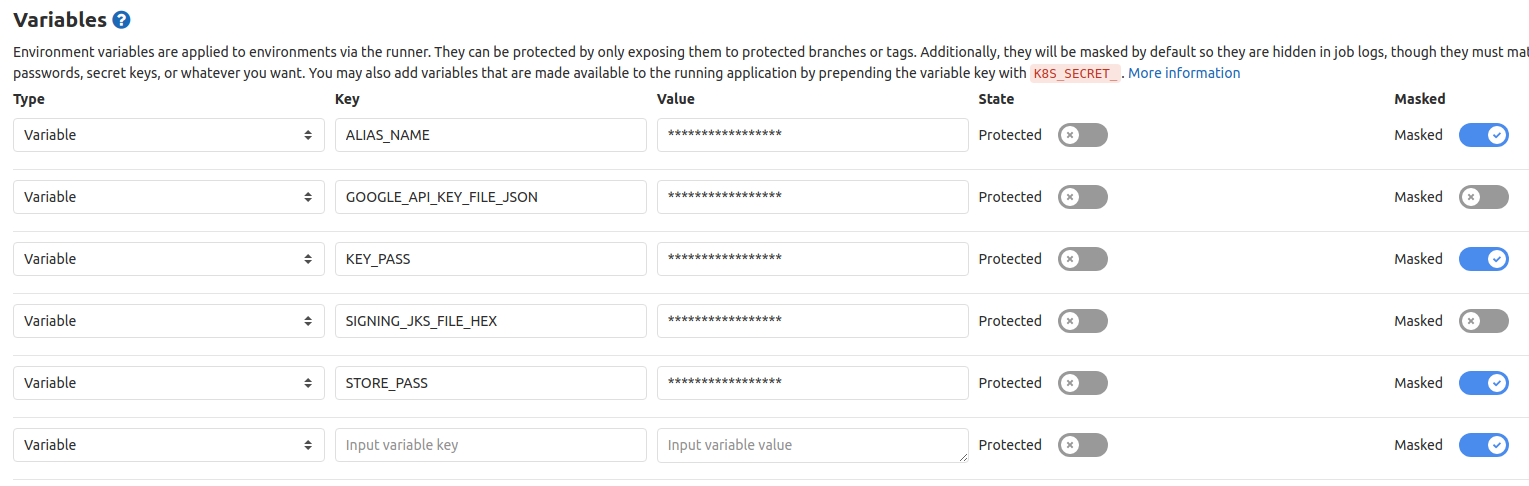 Variables ?
Environment variables are applied to environments via the runner. They can be protected by only exposing them to protected branches or tags. Additionally, they will be masked by default so they are hidden in job logs, though they must
passwords, secret keys, or whatever you want. You may also add variables that are made available to the running application by prepending the variable key with K8S_SECRET_. More information
Type Key Value State Masked
Variable ALIAS_NAME ***************** Protected Masked
Variable GOOGLE_API_KEY_FILE_JSON ***************** Protected Masked
Variable KEY_PASS ***************** Protected Masked
Variable SIGNING_JKS_FILE_HEX ***************** Protected Masked
Variable STORE_PASS ***************** Protected Masked
Variable Input variable key Input variable value Protected Masked